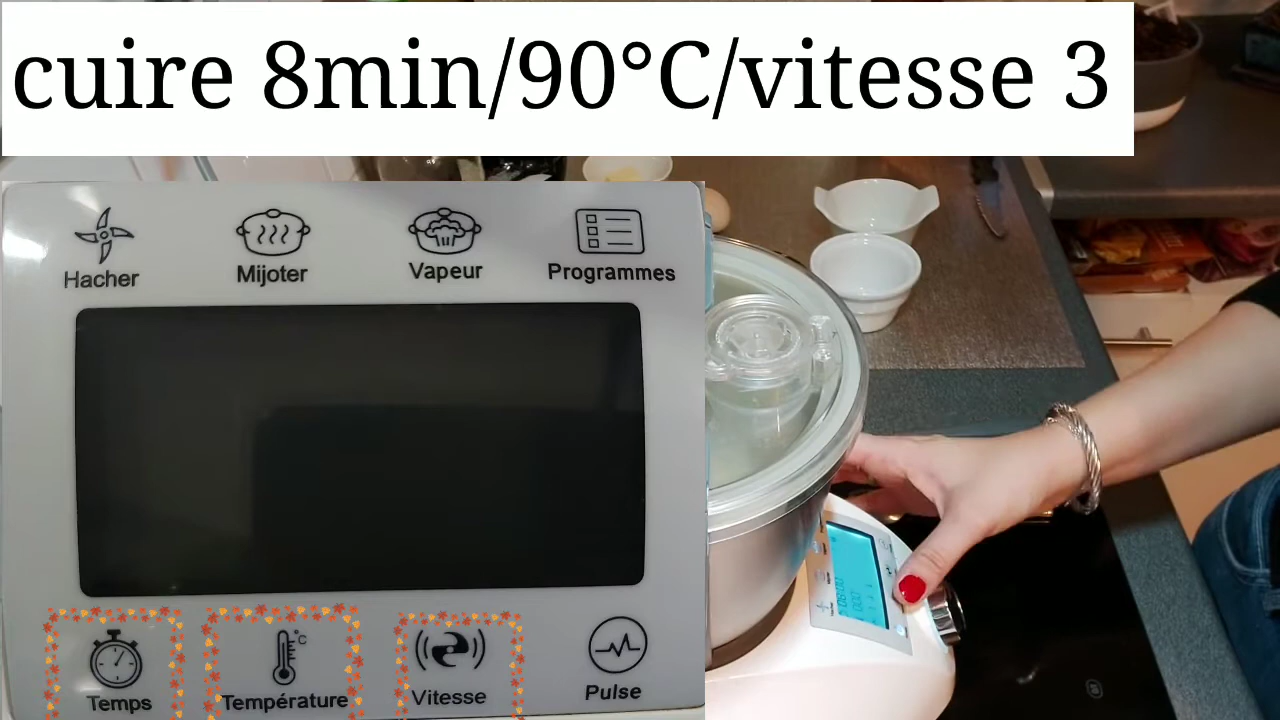 cuire 8min/90°C/vitesse 3
Hacher Mijoter Vapeur Programmes
°C
Temps Température Vitesse Pulse